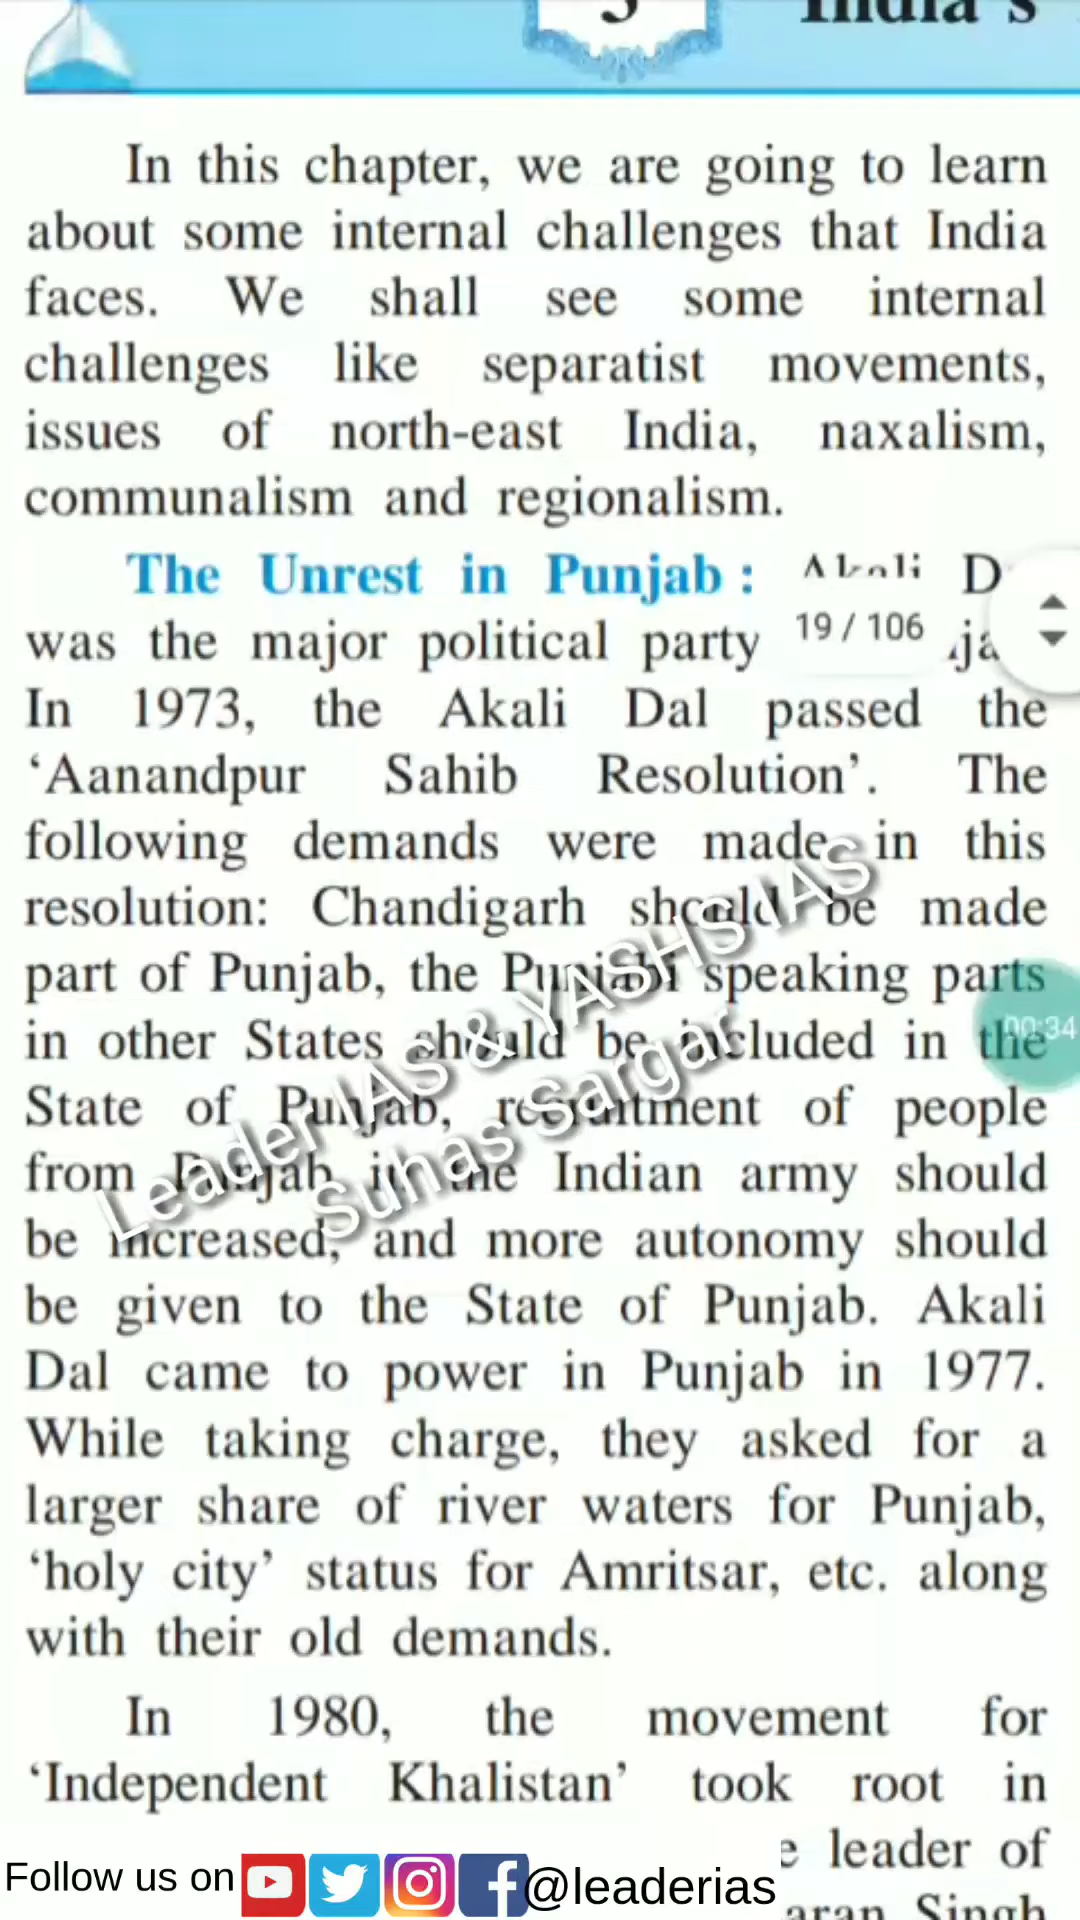 3 India's
In this chapter, we are going to learn
about some internal challenges that India
faces. We shall see some internal
challenges like separatist movements,
issues of north-east India, naxalism,
communalism and regionalism.
The Unrest in Punjab : Akali D
was the major political party
19 / 106
In 1973, the Akali Dal passed the
‘Aanandpur Sahib Resolution’. The
following demands were made in this
resolution: Chandigarh should be made
part of Punjab, the Punjabi speaking parts
in other States should be included in the
00:34
State of Punjab, recruitment of people
from Punjab in the Indian army should
be increased, and more autonomy should
be given to the State of Punjab. Akali
Dal came to power in Punjab in 1977.
While taking charge, they asked for a
larger share of river waters for Punjab,
‘holy city’ status for Amritsar, etc. along
with their old demands.
In 1980, the movement for
‘Independent Khalistan’ took root in
leader of
Singh
Leader IAS & YASHS IAS
Suhas Sargar
Follow us on @leaderias